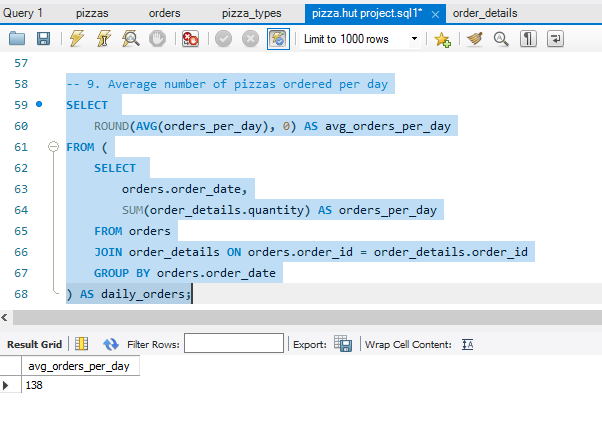 Query 1 pizzas orders pizza_types pizza.hut project.sql1* × order_details
Limit to 1000 rows
57
58 -- 9. Average number of pizzas ordered per day
59 SELECT
60 ROUND(AVG(orders_per_day), 0) AS avg_orders_per_day
61 FROM (
62 SELECT
63 orders.order_date,
64 SUM(order_details.quantity) AS orders_per_day
65 FROM orders
66 JOIN order_details ON orders.order_id = order_details.order_id
67 GROUP BY orders.order_date
68 ) AS daily_orders;
Result Grid Filter Rows: Export: Wrap Cell Content: IA
avg_orders_per_day
138